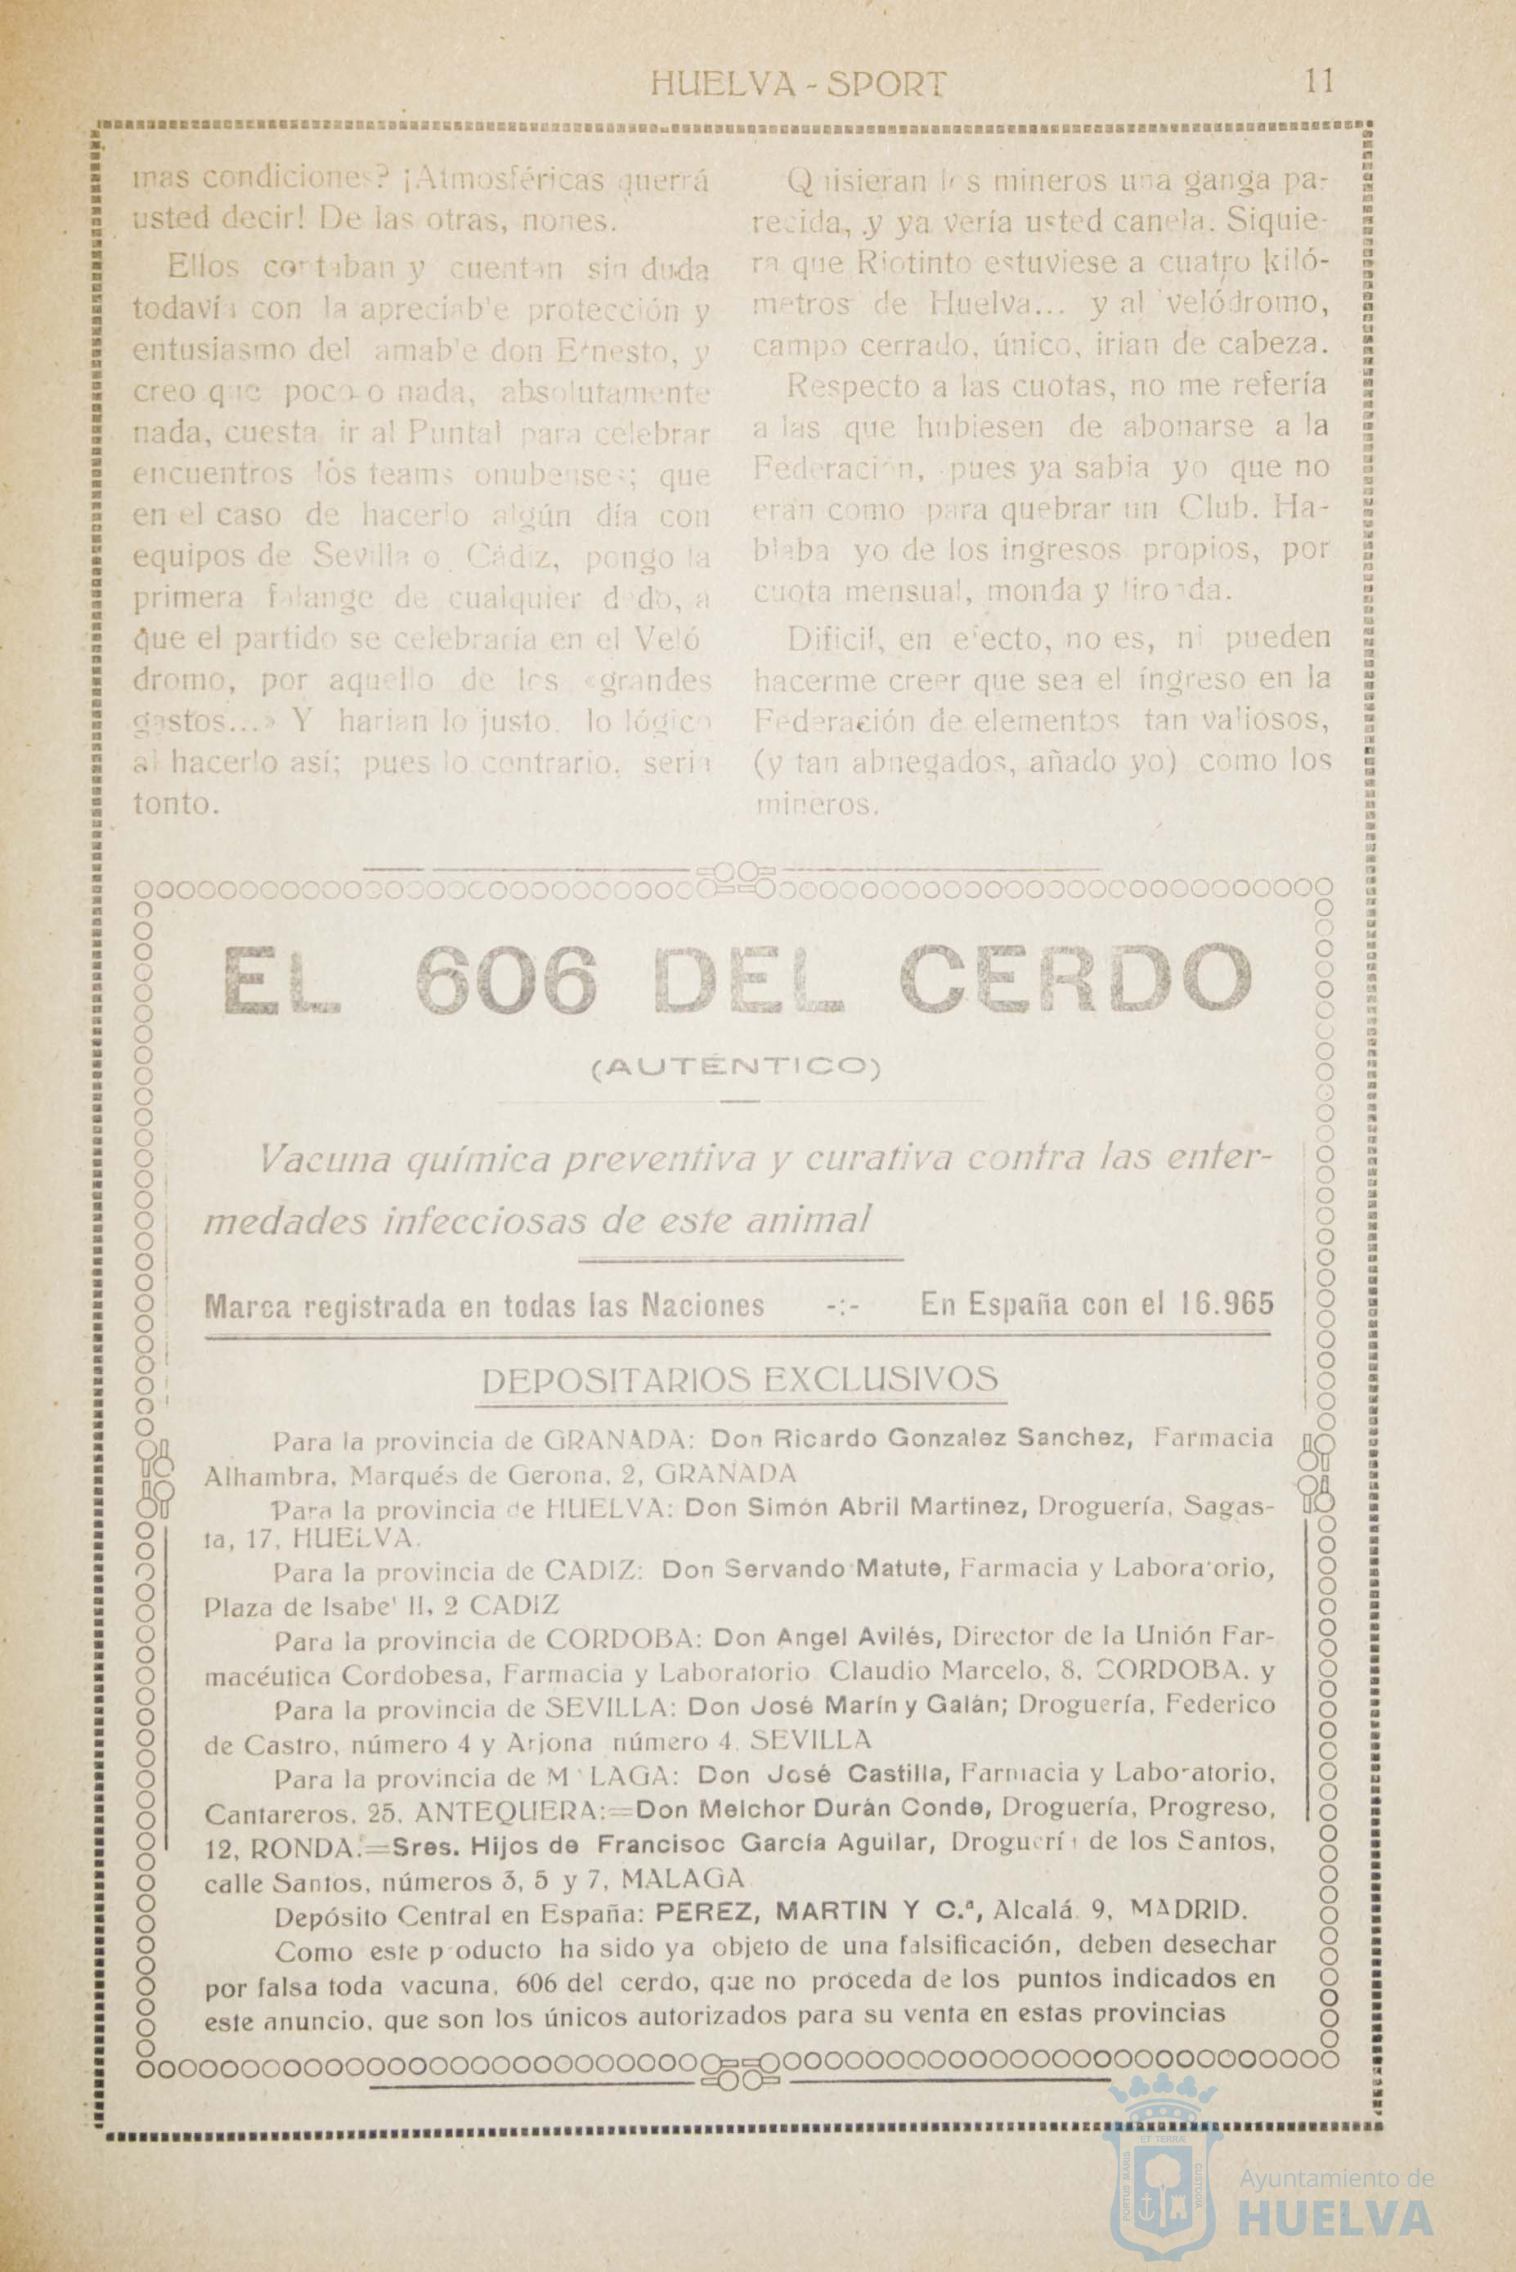 HUELVA - SPORT
11
mas condiciones? ¡Atmosféricas querrá
usted decir! De las otras, nones.
Ellos contaban y cuentan sin duda
todavía con la apreciable protección y
entusiasmo del amable don Ernesto, y
creo que poco o nada, absolutamente
nada, cuesta ir al Puntal para celebrar
encuentros los teams onubenses; que
en el caso de hacerlo algún día con
equipos de Sevilla o Cádiz, pongo la
primera falange de cualquier dedo, a
que el partido se celebraría en el Veló
dromo, por aquello de los «grandes
gastos...» Y harian lo justo, lo lógico
al hacerlo así; pues lo contrario, seria
tonto.
Quisieran los mineros una ganga pa-
recida, y ya vería usted canela. Siquie-
ra que Riotinto estuviese a cuatro kiló-
metros de Huelva... y al velódromo,
campo cerrado, único, irian de cabeza.
Respecto a las cuotas, no me refería
a las que hubiesen de abonarse a la
Federación, pues ya sabia yo que no
eran como para quebrar un Club. Ha-
blaba yo de los ingresos propios, por
cuota mensual, monda y lironda.
Dificil, en efecto, no es, ni pueden
hacerme creer que sea el íngreso en la
Federación de elementos tan valiosos,
(y tan abnegados, añado yo) como los
mineros.
EL 606 DEL CERDO
(AUTÉNTICO)
Vacuna química preventiva y curativa contra las enfer-
medades infecciosas de este animal
Marca registrada en todas las Naciones -:- En España con el 16.965
DEPOSITARIOS EXCLUSIVOS
Para la provincia de GRANADA: Don Ricardo Gonzalez Sanchez, Farmacia
Alhambra, Marqués de Gerona, 2, GRANADA
Para la provincia de HUELVA: Don Simón Abril Martinez, Droguería, Sagas-
ta, 17, HUELVA.
Para la provincia de CADIZ: Don Servando Matute, Farmacia y Laboratorio,
Plaza de Isabel II, 2 CADIZ
Para la provincia de CORDOBA: Don Angel Avilés, Director de la Unión Far-
macéutica Cordobesa, Farmacia y Laboratorio Claudio Marcelo, 8, CORDOBA. y
Para la provincia de SEVILLA: Don José Marín y Galán; Droguería, Federico
de Castro, número 4 y Arjona número 4. SEVILLA
Para la provincia de MALAGA: Don José Castilla, Farmacia y Laboratorio,
Cantareros, 25, ANTEQUERA:=Don Melchor Durán Conde, Droguería, Progreso,
12, RONDA.=Sres. Hijos de Francisoc García Aguilar, Droguería de los Santos,
calle Santos, números 3, 5 y 7, MALAGA
Depósito Central en España: PEREZ, MARTIN Y C.ª, Alcalá 9, MADRID.
Como este producto ha sido ya objeto de una falsificación, deben desechar
por falsa toda vacuna, 606 del cerdo, que no proceda de los puntos indicados en
este anuncio, que son los únicos autorizados para su venta en estas provincias
ET TERRÆ
PORTUS MARIS
CUSTODIA
Ayuntamiento de
HUELVA